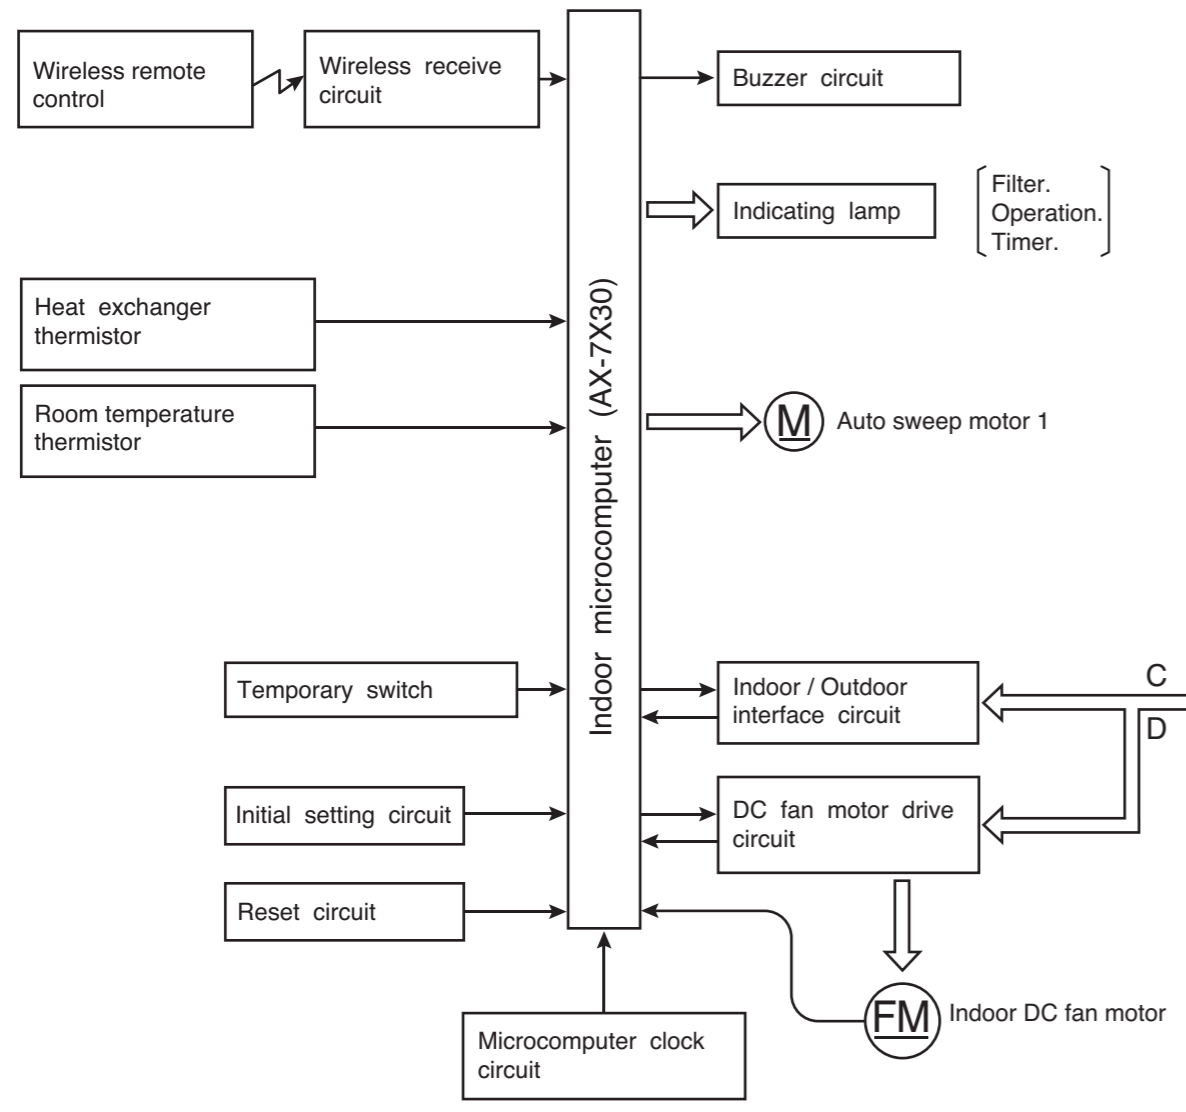 Wireless remote
control
Wireless receive
circuit
Buzzer circuit
Indicating lamp
Filter.
Operation.
Timer.
Heat exchanger
thermistor
Room temperature
thermistor
Indoor microcomputer (AX-7X30)
M
Auto sweep motor 1
Temporary switch
Indoor / Outdoor
interface circuit
C
D
Initial setting circuit
DC fan motor drive
circuit
Reset circuit
FM
Indoor DC fan motor
Microcomputer clock
circuit